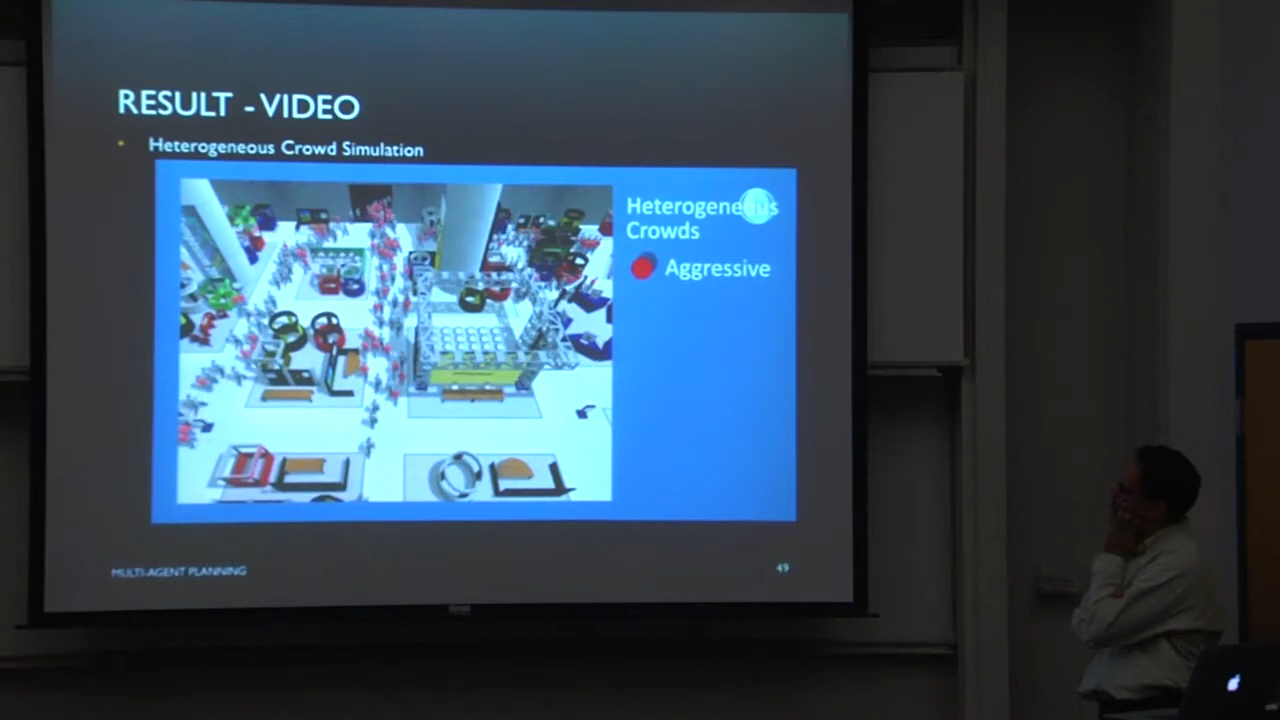 RESULT - VIDEO
• Heterogeneous Crowd Simulation
Heterogeneous
Crowds
Aggressive
MULTI-AGENT PLANNING
49